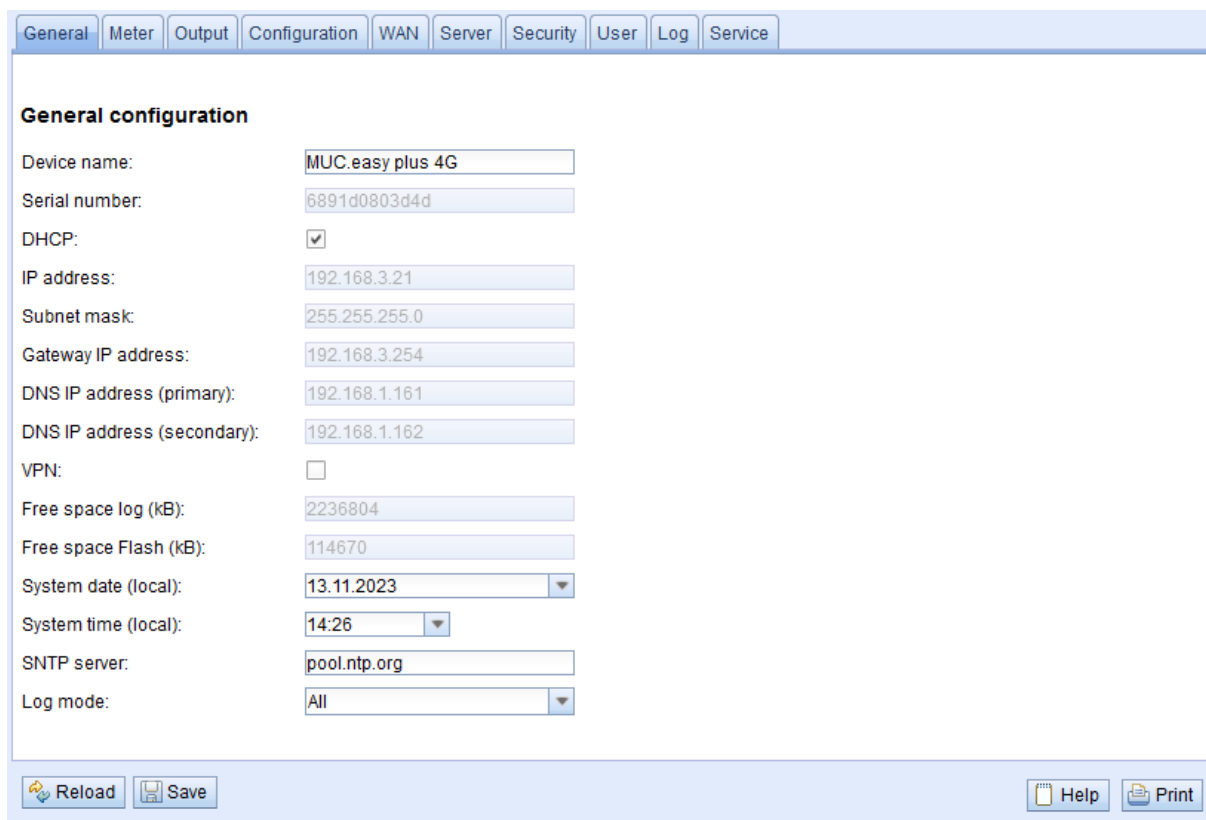 General Meter Output Configuration WAN Server Security User Log Service
General configuration
Device name: MUC.easy plus 4G
Serial number: 6891d0803d4d
DHCP:
IP address: 192.168.3.21
Subnet mask: 255.255.255.0
Gateway IP address: 192.168.3.254
DNS IP address (primary): 192.168.1.161
DNS IP address (secondary): 192.168.1.162
VPN:
Free space log (kB): 2236804
Free space Flash (kB): 114670
System date (local): 13.11.2023
System time (local): 14:26
SNTP server: pool.ntp.org
Log mode: All
Reload Save Help Print